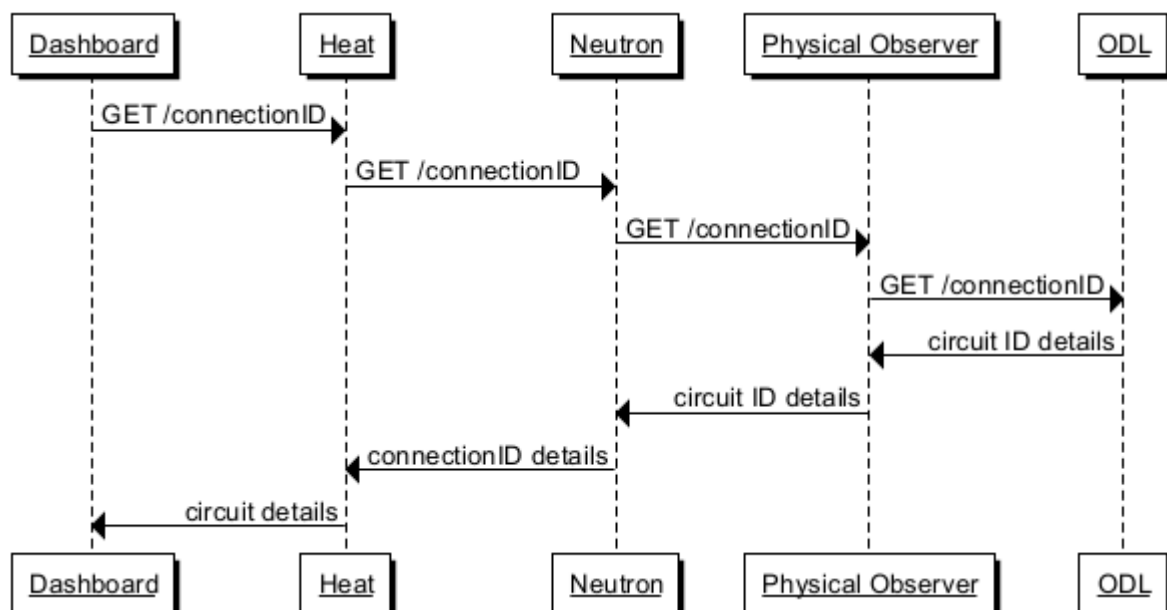 Dashboard Heat Neutron Physical Observer ODL
GET /connectionID
GET /connectionID
GET /connectionID
GET /connectionID
circuit ID details
circuit ID details
connectionID details
circuit details
Dashboard Heat Neutron Physical Observer ODL